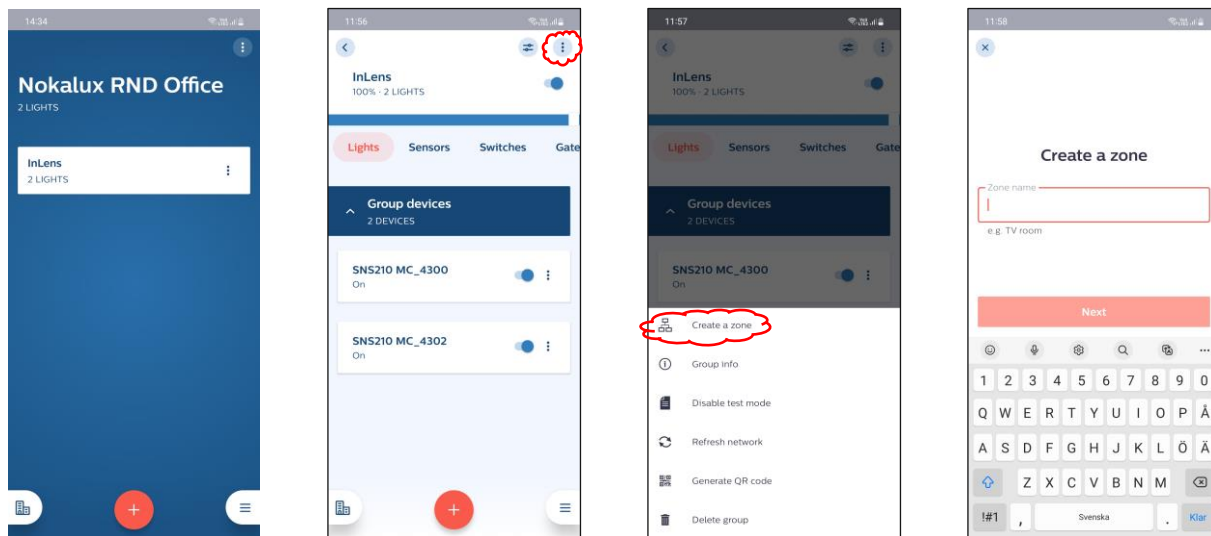 14:34
Nokalux RND Office
2 LIGHTS
InLens
2 LIGHTS
11:56
InLens
100% · 2 LIGHTS
Lights Sensors Switches Gate
Group devices
2 DEVICES
SNS210 MC_4300
On
SNS210 MC_4302
On
11:57
InLens
100% · 2 LIGHTS
Lights Sensors Switches Gate
Group devices
2 DEVICES
SNS210 MC_4300
On
Create a zone
Group info
Disable test mode
Refresh network
Generate QR code
Delete group
11:58
Create a zone
Zone name
e.g. TV room
Next
1 2 3 4 5 6 7 8 9 0
Q W E R T Y U I O P Å
A S D F G H J K L Ö Ä
Z X C V B N M
!#1 , Svenska . Klar